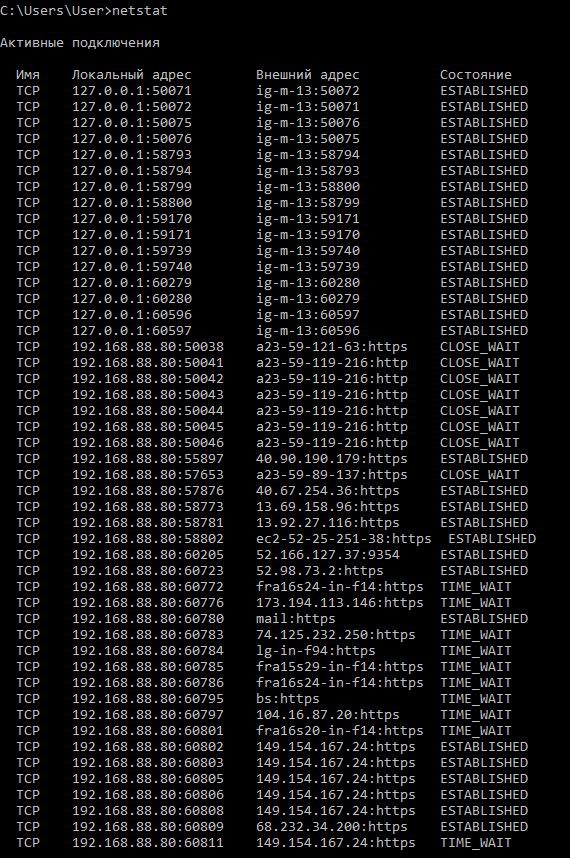 C:\Users\User>netstat
Активные подключения
Имя Локальный адрес Внешний адрес Состояние
TCP 127.0.0.1:50071 ig-m-13:50072 ESTABLISHED
TCP 127.0.0.1:50072 ig-m-13:50071 ESTABLISHED
TCP 127.0.0.1:50075 ig-m-13:50076 ESTABLISHED
TCP 127.0.0.1:50076 ig-m-13:50075 ESTABLISHED
TCP 127.0.0.1:58793 ig-m-13:58794 ESTABLISHED
TCP 127.0.0.1:58794 ig-m-13:58793 ESTABLISHED
TCP 127.0.0.1:58799 ig-m-13:58800 ESTABLISHED
TCP 127.0.0.1:58800 ig-m-13:58799 ESTABLISHED
TCP 127.0.0.1:59170 ig-m-13:59171 ESTABLISHED
TCP 127.0.0.1:59171 ig-m-13:59170 ESTABLISHED
TCP 127.0.0.1:59739 ig-m-13:59740 ESTABLISHED
TCP 127.0.0.1:59740 ig-m-13:59739 ESTABLISHED
TCP 127.0.0.1:60279 ig-m-13:60280 ESTABLISHED
TCP 127.0.0.1:60280 ig-m-13:60279 ESTABLISHED
TCP 127.0.0.1:60596 ig-m-13:60597 ESTABLISHED
TCP 127.0.0.1:60597 ig-m-13:60596 ESTABLISHED
TCP 192.168.88.80:50038 a23-59-121-63:https CLOSE_WAIT
TCP 192.168.88.80:50041 a23-59-119-216:http CLOSE_WAIT
TCP 192.168.88.80:50042 a23-59-119-216:http CLOSE_WAIT
TCP 192.168.88.80:50043 a23-59-119-216:http CLOSE_WAIT
TCP 192.168.88.80:50044 a23-59-119-216:http CLOSE_WAIT
TCP 192.168.88.80:50045 a23-59-119-216:http CLOSE_WAIT
TCP 192.168.88.80:50046 a23-59-119-216:http CLOSE_WAIT
TCP 192.168.88.80:55897 40.90.190.179:https ESTABLISHED
TCP 192.168.88.80:57653 a23-59-89-137:https CLOSE_WAIT
TCP 192.168.88.80:57876 40.67.254.36:https ESTABLISHED
TCP 192.168.88.80:58773 13.69.158.96:https ESTABLISHED
TCP 192.168.88.80:58781 13.92.27.116:https ESTABLISHED
TCP 192.168.88.80:58802 ec2-52-25-251-38:https ESTABLISHED
TCP 192.168.88.80:60205 52.166.127.37:9354 ESTABLISHED
TCP 192.168.88.80:60723 52.98.73.2:https ESTABLISHED
TCP 192.168.88.80:60772 fra16s24-in-f14:https TIME_WAIT
TCP 192.168.88.80:60776 173.194.113.146:https TIME_WAIT
TCP 192.168.88.80:60780 mail:https ESTABLISHED
TCP 192.168.88.80:60783 74.125.232.250:https TIME_WAIT
TCP 192.168.88.80:60784 lg-in-f94:https TIME_WAIT
TCP 192.168.88.80:60785 fra15s29-in-f14:https TIME_WAIT
TCP 192.168.88.80:60786 fra16s24-in-f14:https TIME_WAIT
TCP 192.168.88.80:60795 bs:https TIME_WAIT
TCP 192.168.88.80:60797 104.16.87.20:https TIME_WAIT
TCP 192.168.88.80:60801 fra16s20-in-f14:https TIME_WAIT
TCP 192.168.88.80:60802 149.154.167.24:https ESTABLISHED
TCP 192.168.88.80:60803 149.154.167.24:https ESTABLISHED
TCP 192.168.88.80:60805 149.154.167.24:https ESTABLISHED
TCP 192.168.88.80:60806 149.154.167.24:https ESTABLISHED
TCP 192.168.88.80:60808 149.154.167.24:https ESTABLISHED
TCP 192.168.88.80:60809 68.232.34.200:https ESTABLISHED
TCP 192.168.88.80:60811 149.154.167.24:https TIME_WAIT